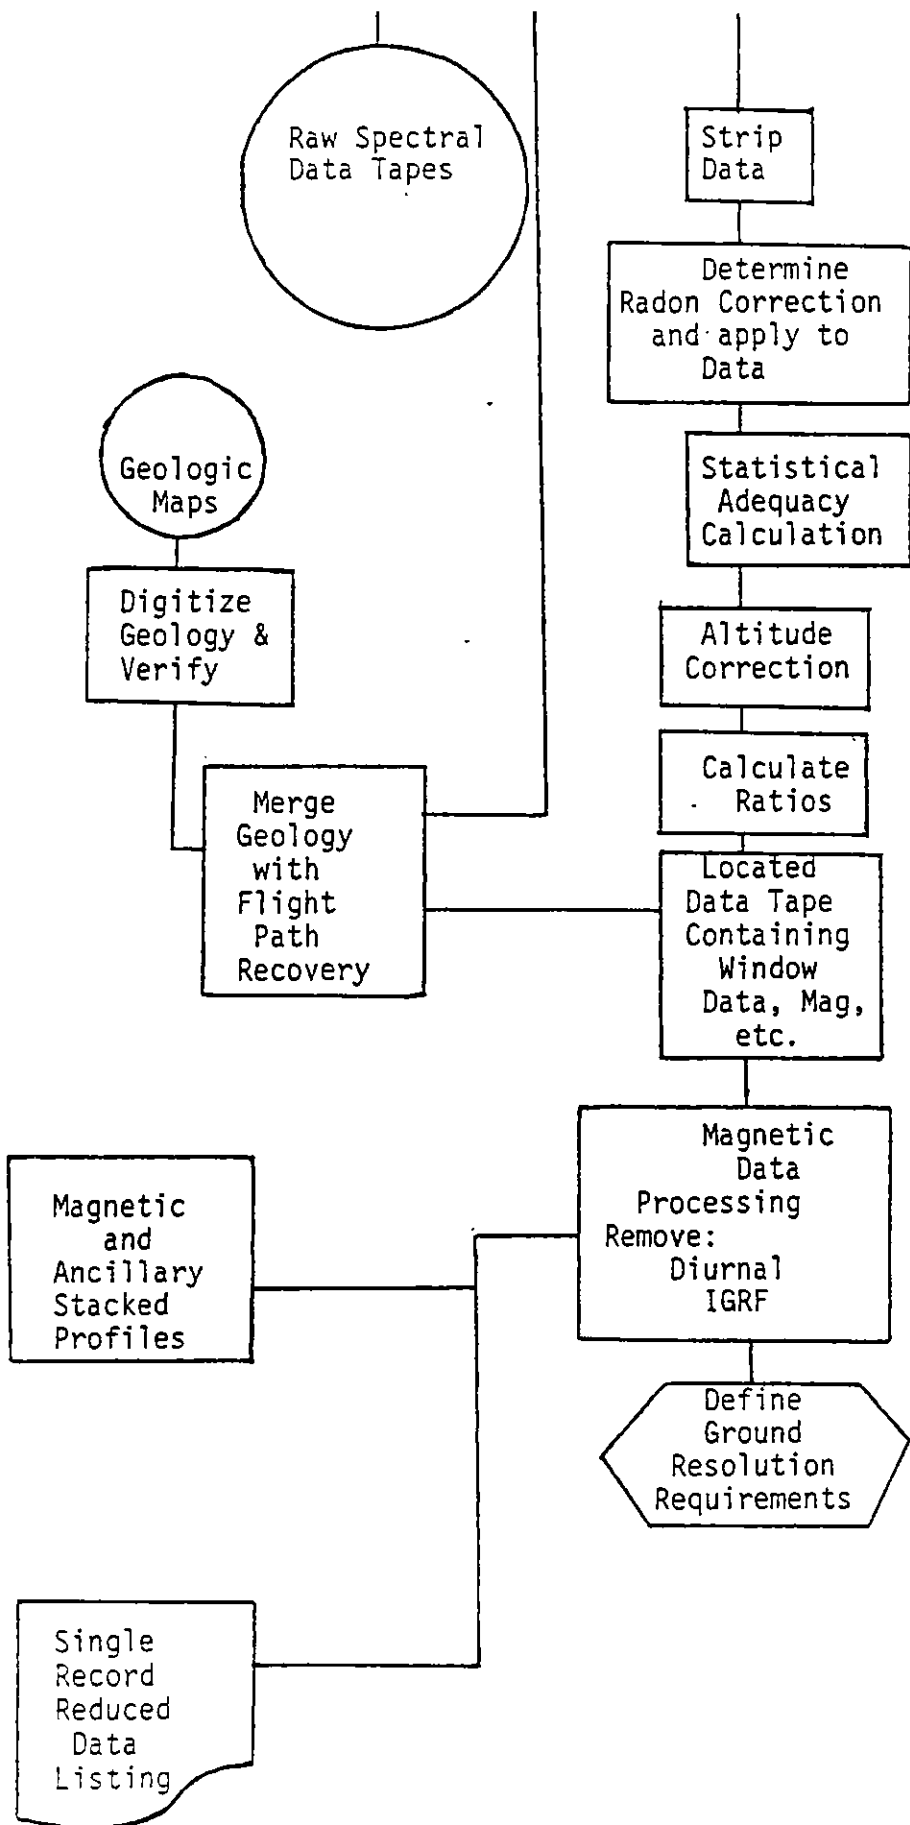 Raw Spectral
Data Tapes
Strip
Data
Determine
Radon Correction
and apply to
Data
Geologic
Maps
Statistical
Adequacy
Calculation
Digitize
Geology &
Verify
Altitude
Correction
Calculate
Ratios
Merge
Geology
with
Flight
Path
Recovery
Located
Data Tape
Containing
Window
Data, Mag,
etc.
Magnetic
Data
Processing
Remove:
Diurnal
IGRF
Magnetic
and
Ancillary
Stacked
Profiles
Define
Ground
Resolution
Requirements
Single
Record
Reduced
Data
Listing